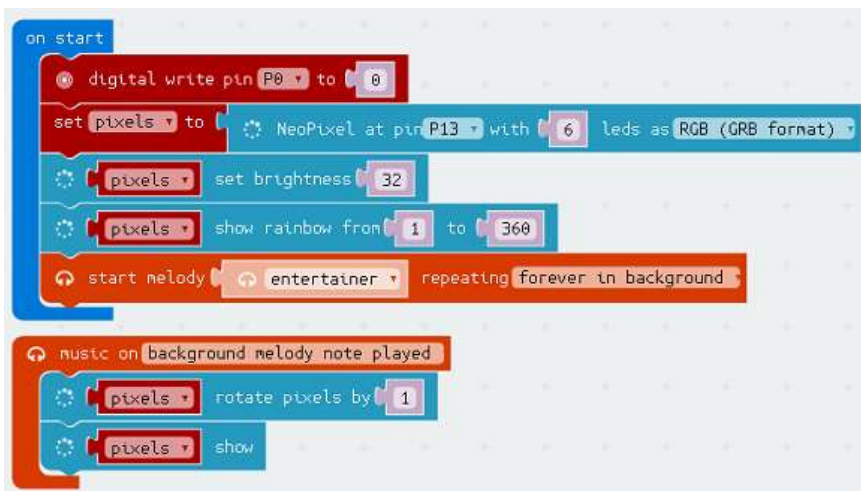 on start
digital write pin P0 to 0
set pixels to NeoPixel at pin P13 with 6 leds as RGB (GRB format)
pixels set brightness 32
pixels show rainbow from 1 to 360
start melody entertainer repeating forever in background
music on background melody note played
pixels rotate pixels by 1
pixels show